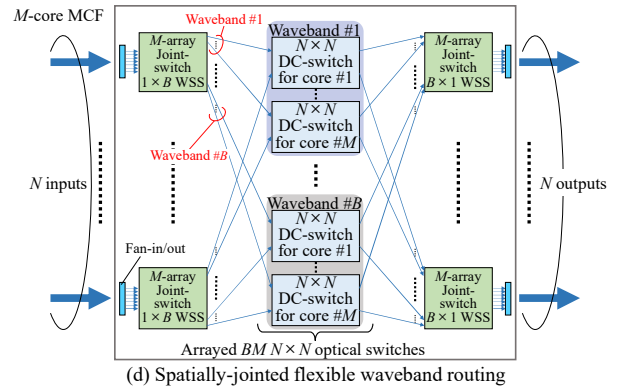 M-core MCF
Waveband #1
Waveband #1
M-array
Joint-
switch
1 × B WSS
N × N
DC-switch
for core #1
N × N
DC-switch
for core #M
M-array
Joint-
switch
B × 1 WSS
Waveband #B
N inputs
N outputs
Waveband #B
N × N
DC-switch
for core #1
Fan-in/out
M-array
Joint-
switch
1 × B WSS
N × N
DC-switch
for core #M
M-array
Joint-
switch
B × 1 WSS
Arrayed BM N × N optical switches
(d) Spatially-jointed flexible waveband routing